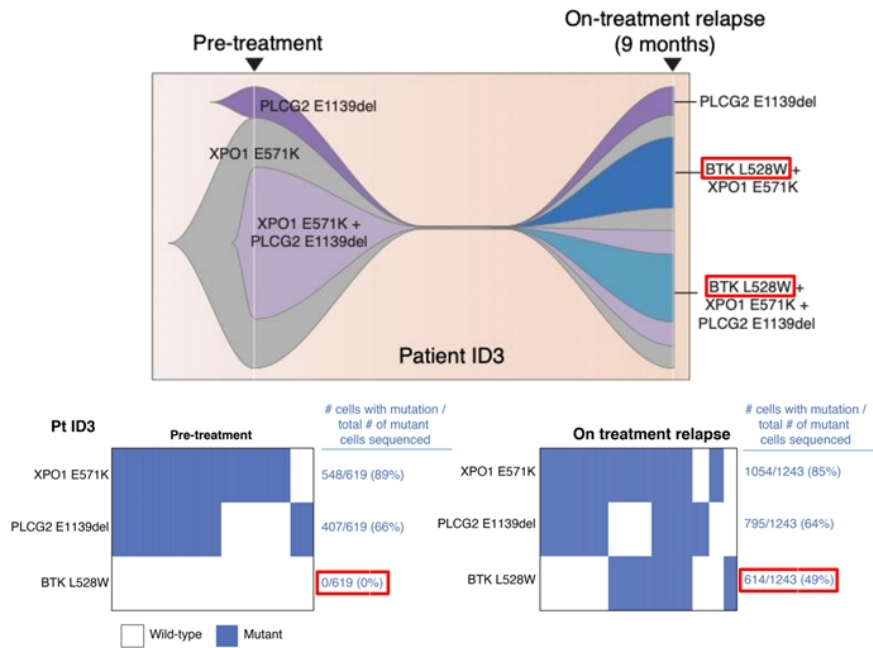 Pre-treatment
On-treatment relapse
(9 months)
PLCG2 E1139del
XPO1 E571K
XPO1 E571K +
PLCG2 E1139del
PLCG2 E1139del
BTK L528W +
XPO1 E571K
BTK L528W +
XPO1 E571K +
PLCG2 E1139del
Patient ID3
Pt ID3
Pre-treatment
# cells with mutation /
total # of mutant
cells sequenced
XPO1 E571K
548/619 (89%)
PLCG2 E1139del
407/619 (66%)
BTK L528W
0/619 (0%)
Wild-type
Mutant
On treatment relapse
# cells with mutation /
total # of mutant
cells sequenced
XPO1 E571K
1054/1243 (85%)
PLCG2 E1139del
795/1243 (64%)
BTK L528W
614/1243 (49%)